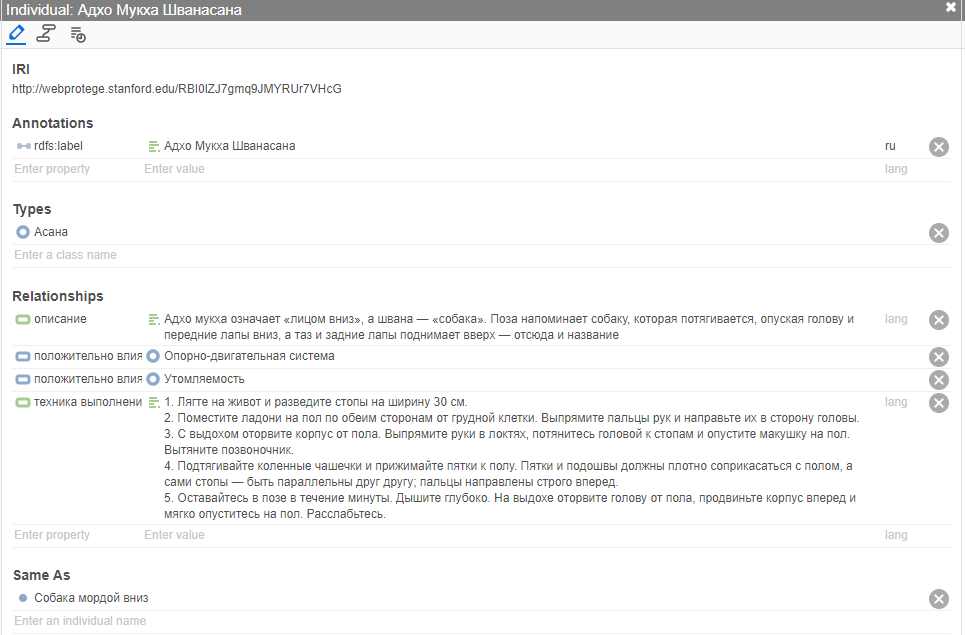 Individual: Адхо Мукха Шванасана
IRI
http://webprotege.stanford.edu/RBI0lZJ7gmq9JMYRUr7VHcG
Annotations
rdfs:label Адхо Мукха Шванасана ru
Enter property Enter value lang
Types
Асана
Enter a class name
Relationships
описание Адхо мукха означает «лицом вниз», а швана — «собака». Поза напоминает собаку, которая потягивается, опуская голову и lang
передние лапы вниз, а таз и задние лапы поднимает вверх — отсюда и название
положительно влия Опорно-двигательная система
положительно влия Утомляемость
техника выполнени 1. Лягте на живот и разведите стопы на ширину 30 см. lang
2. Поместите ладони на пол по обеим сторонам от грудной клетки. Выпрямите пальцы рук и направьте их в сторону головы.
3. С выдохом оторвите корпус от пола. Выпрямите руки в локтях, потянитесь головой к стопам и опустите макушку на пол.
Вытяните позвоночник.
4. Подтягивайте коленные чашечки и прижимайте пятки к полу. Пятки и подошвы должны плотно соприкасаться с полом, а
сами стопы — быть параллельны друг другу; пальцы направлены строго вперед.
5. Оставайтесь в позе в течение минуты. Дышите глубоко. На выдохе оторвите голову от пола, продвиньте корпус вперед и
мягко опуститесь на пол. Расслабьтесь.
Enter property Enter value lang
Same As
Собака мордой вниз
Enter an individual name